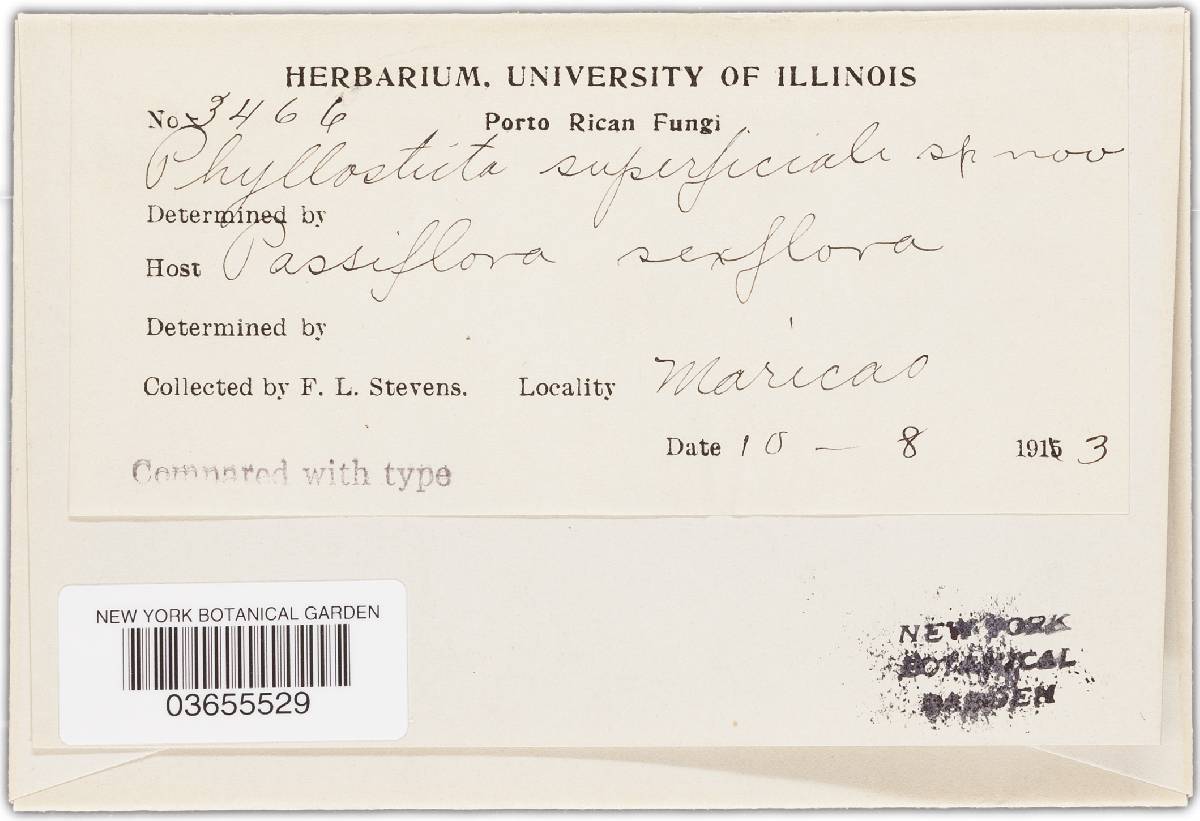 HERBARIUM, UNIVERSITY OF ILLINOIS
No 3466 Porto Rican Fungi
Phyllosticta superficiale sp nov
Determined by
Host Passiflora sexflora
Determined by
Collected by F. L. Stevens. Locality Maricao
Date 10 — 8 1915 3
Compared with type
NEW YORK BOTANICAL GARDEN
03655529
NEW YORK
BOTANICAL
GARDEN